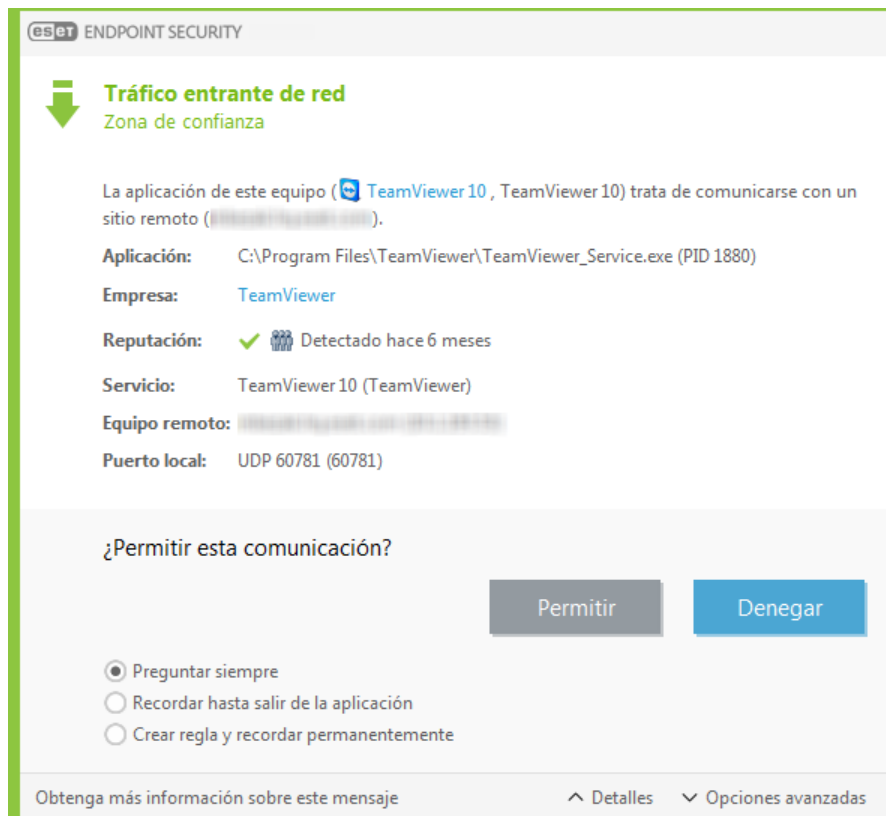 eseT ENDPOINT SECURITY
Tráfico entrante de red
Zona de confianza
La aplicación de este equipo ( TeamViewer 10 , TeamViewer 10) trata de comunicarse con un
sitio remoto ( ).
Aplicación: C:\Program Files\TeamViewer\TeamViewer_Service.exe (PID 1880)
Empresa: TeamViewer
Reputación: Detectado hace 6 meses
Servicio: TeamViewer 10 (TeamViewer)
Equipo remoto:
Puerto local: UDP 60781 (60781)
¿Permitir esta comunicación?
Permitir Denegar
Preguntar siempre
Recordar hasta salir de la aplicación
Crear regla y recordar permanentemente
Obtenga más información sobre este mensaje Detalles Opciones avanzadas